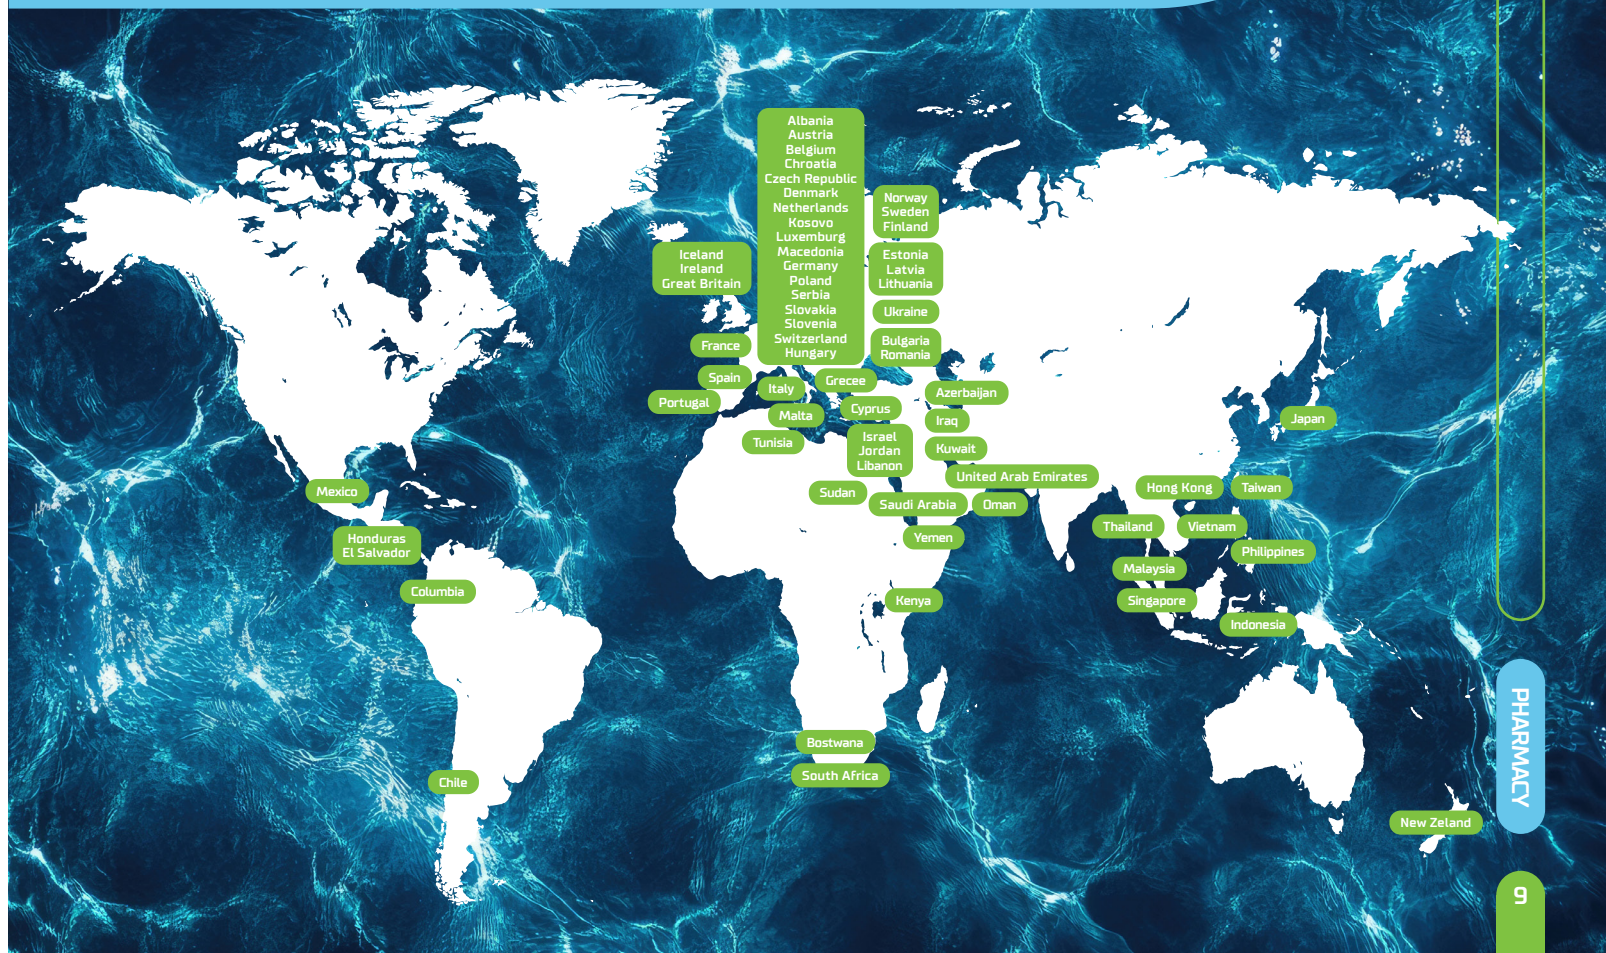 Albania
Austria
Belgium
Chroatia
Czech Republic
Denmark
Netherlands
Kosovo
Luxemburg
Macedonia
Germany
Poland
Serbia
Slovakia
Slovenia
Switzerland
Hungary
Norway
Sweden
Finland
Iceland
Ireland
Great Britain
Estonia
Latvia
Lithuania
Ukraine
Bulgaria
Romania
France
Spain
Portugal
Italy
Grecee
Malta
Cyprus
Tunisia
Azerbaijan
Iraq
Kuwait
Israel
Jordan
Libanon
United Arab Emirates
Sudan
Saudi Arabia
Oman
Yemen
Kenya
Japan
Hong Kong
Taiwan
Thailand
Vietnam
Philippines
Malaysia
Singapore
Indonesia
Mexico
Honduras
El Salvador
Columbia
Chile
Bostwana
South Africa
New Zeland
PHARMACY
9